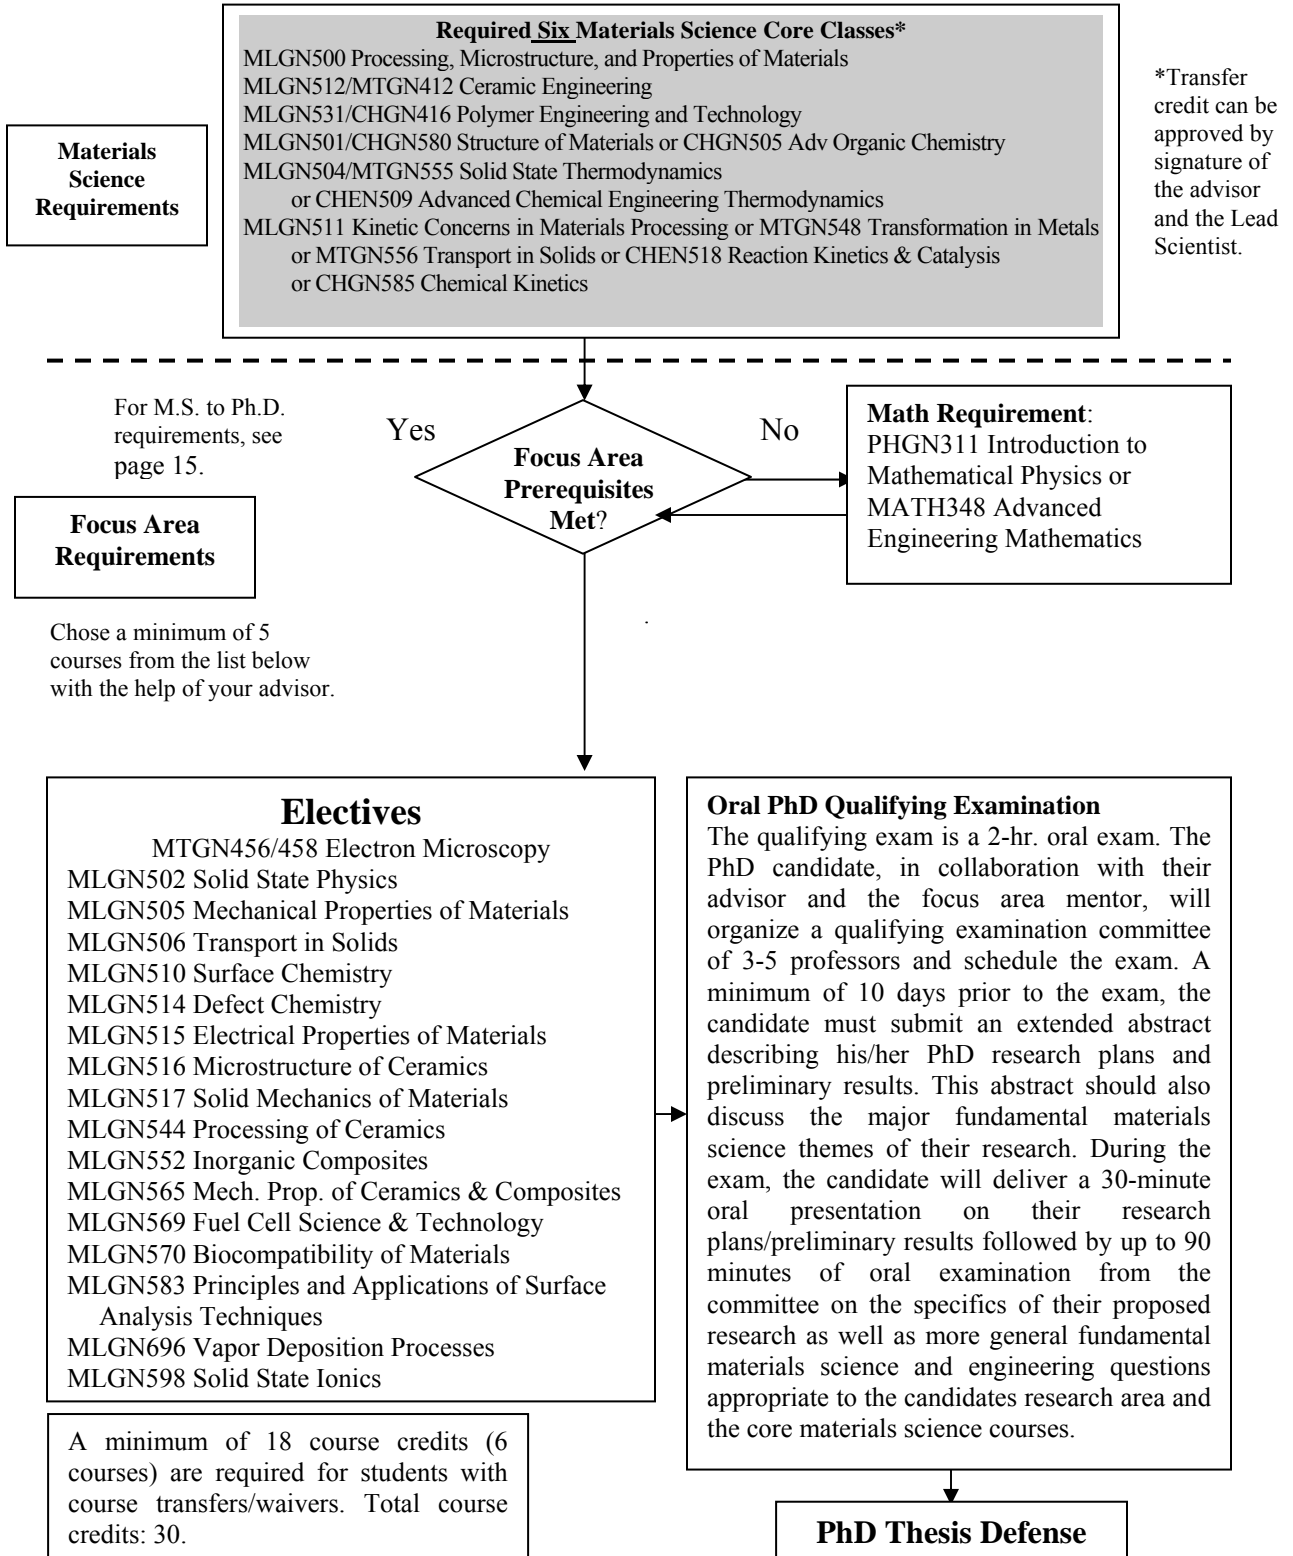 Required Six Materials Science Core Classes*
MLGN500 Processing, Microstructure, and Properties of Materials
MLGN512/MTGN412 Ceramic Engineering
MLGN531/CHGN416 Polymer Engineering and Technology
MLGN501/CHGN580 Structure of Materials or CHGN505 Adv Organic Chemistry
MLGN504/MTGN555 Solid State Thermodynamics
or CHEN509 Advanced Chemical Engineering Thermodynamics
MLGN511 Kinetic Concerns in Materials Processing or MTGN548 Transformation in Metals
or MTGN556 Transport in Solids or CHEN518 Reaction Kinetics & Catalysis
or CHGN585 Chemical Kinetics
*Transfer
credit can be
approved by
signature of
the advisor
and the Lead
Scientist.
Materials
Science
Requirements
For M.S. to Ph.D.
requirements, see
page 15.
Yes
No
Focus Area
Prerequisites
Met?
Math Requirement:
PHGN311 Introduction to
Mathematical Physics or
MATH348 Advanced
Engineering Mathematics
Focus Area
Requirements
Chose a minimum of 5
courses from the list below
with the help of your advisor.
.
Electives
MTGN456/458 Electron Microscopy
MLGN502 Solid State Physics
MLGN505 Mechanical Properties of Materials
MLGN506 Transport in Solids
MLGN510 Surface Chemistry
MLGN514 Defect Chemistry
MLGN515 Electrical Properties of Materials
MLGN516 Microstructure of Ceramics
MLGN517 Solid Mechanics of Materials
MLGN544 Processing of Ceramics
MLGN552 Inorganic Composites
MLGN565 Mech. Prop. of Ceramics & Composites
MLGN569 Fuel Cell Science & Technology
MLGN570 Biocompatibility of Materials
MLGN583 Principles and Applications of Surface
Analysis Techniques
MLGN696 Vapor Deposition Processes
MLGN598 Solid State Ionics
Oral PhD Qualifying Examination
The qualifying exam is a 2-hr. oral exam. The
PhD candidate, in collaboration with their
advisor and the focus area mentor, will
organize a qualifying examination committee
of 3-5 professors and schedule the exam. A
minimum of 10 days prior to the exam, the
candidate must submit an extended abstract
describing his/her PhD research plans and
preliminary results. This abstract should also
discuss the major fundamental materials
science themes of their research. During the
exam, the candidate will deliver a 30-minute
oral presentation on their research
plans/preliminary results followed by up to 90
minutes of oral examination from the
committee on the specifics of their proposed
research as well as more general fundamental
materials science and engineering questions
appropriate to the candidates research area and
the core materials science courses.
A minimum of 18 course credits (6
courses) are required for students with
course transfers/waivers. Total course
credits: 30.
PhD Thesis Defense